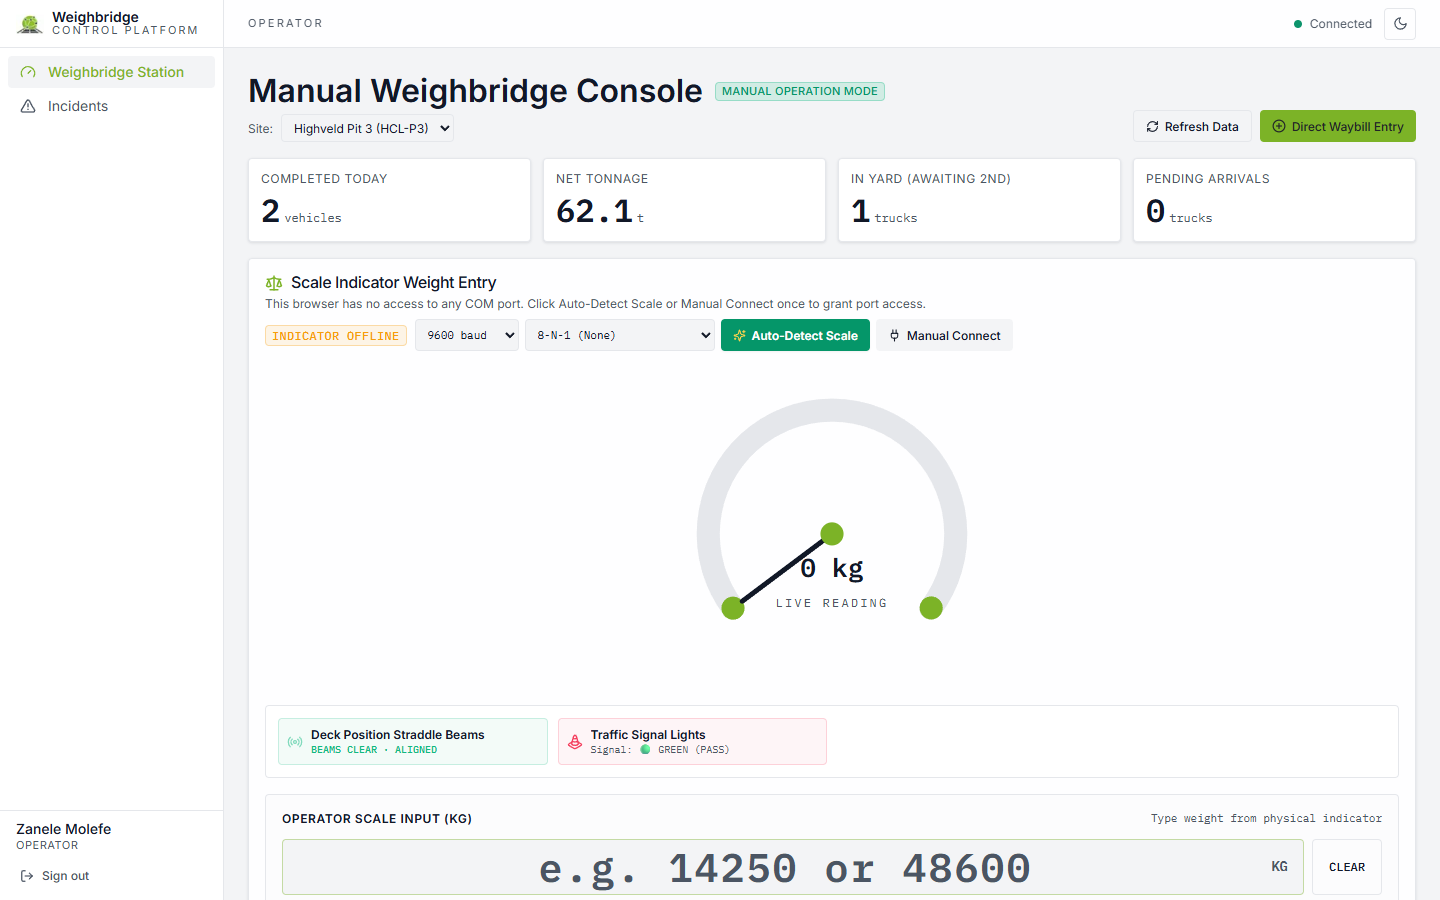 Weighbridge
CONTROL PLATFORM
OPERATOR
Connected
Weighbridge Station
Incidents
Manual Weighbridge Console
MANUAL OPERATION MODE
Site:
Highveld Pit 3 (HCL-P3)
Refresh Data
Direct Waybill Entry
COMPLETED TODAY
2 vehicles
NET TONNAGE
62.1 t
IN YARD (AWAITING 2ND)
1 trucks
PENDING ARRIVALS
0 trucks
Scale Indicator Weight Entry
This browser has no access to any COM port. Click Auto-Detect Scale or Manual Connect once to grant port access.
INDICATOR OFFLINE
9600 baud
8-N-1 (None)
Auto-Detect Scale
Manual Connect
0 kg
LIVE READING
Deck Position Straddle Beams
BEAMS CLEAR · ALIGNED
Traffic Signal Lights
Signal: GREEN (PASS)
OPERATOR SCALE INPUT (KG)
Type weight from physical indicator
e.g. 14250 or 48600
KG
CLEAR
Zanele Molefe
OPERATOR
Sign out